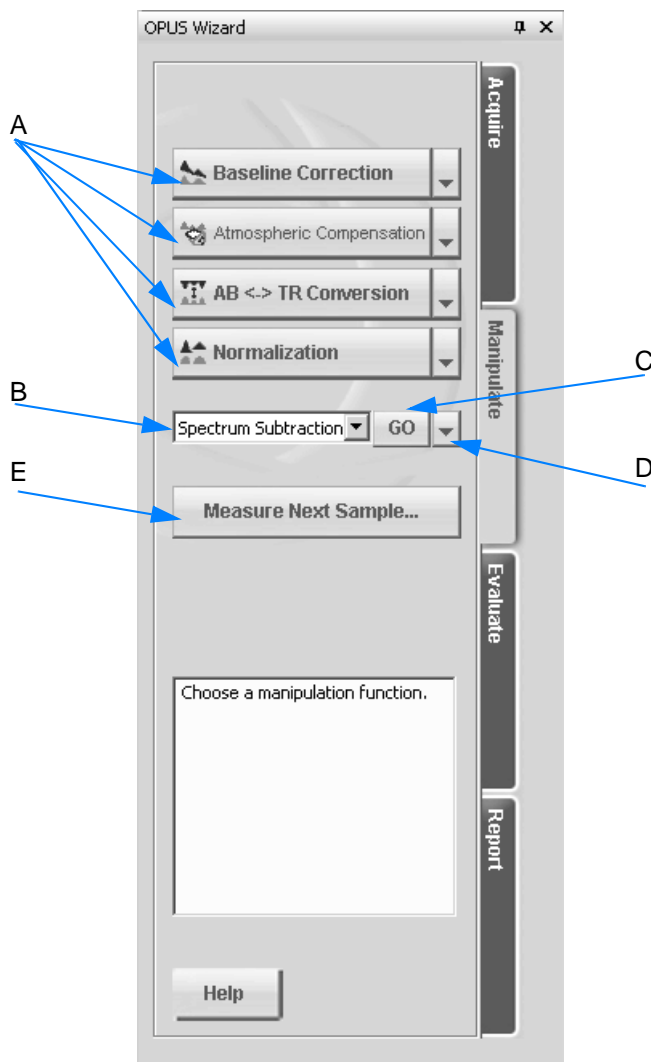 OPUS Wizard
Acquire
A
Baseline Correction
Atmospheric Compensation
AB <-> TR Conversion
Normalization
Manipulate
C
B
Spectrum Subtraction
GO
D
E
Measure Next Sample...
Evaluate
Choose a manipulation function.
Report
Help